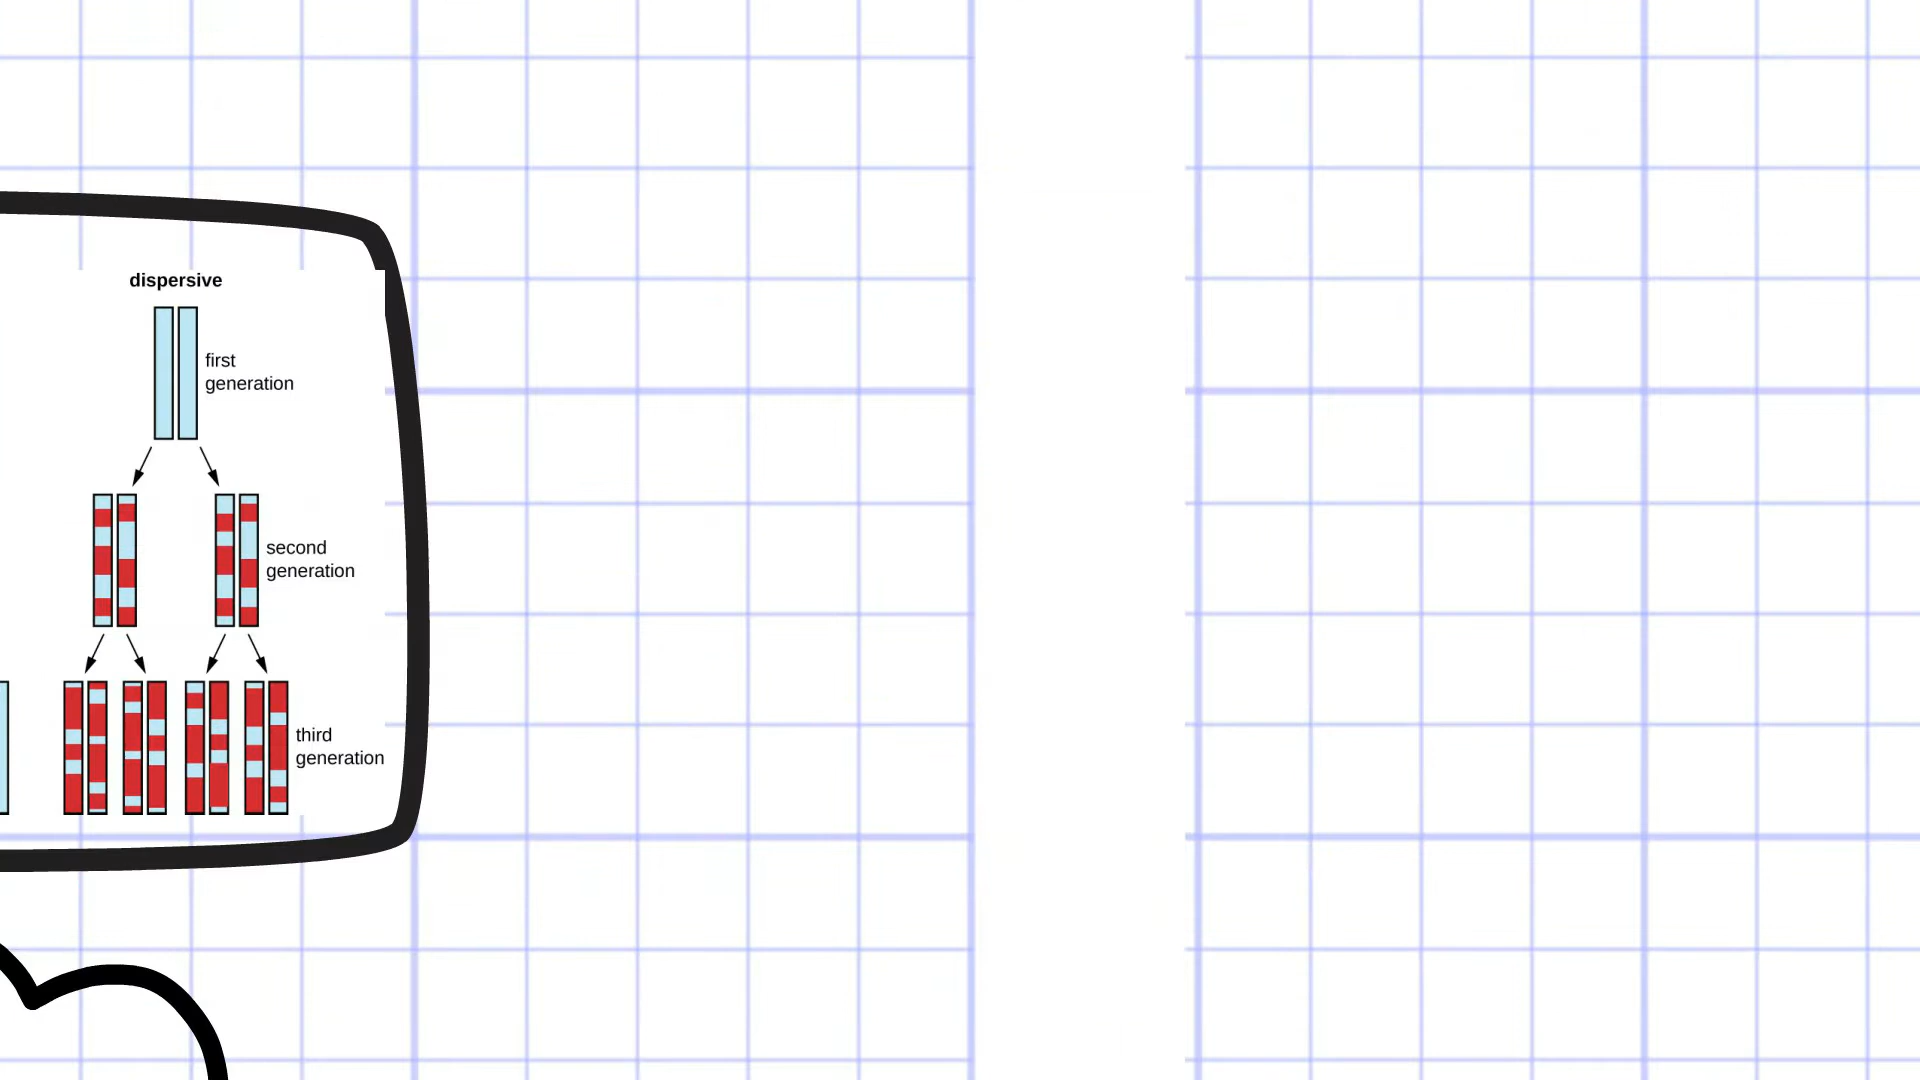 dispersive
first
generation
second
generation
third
generation